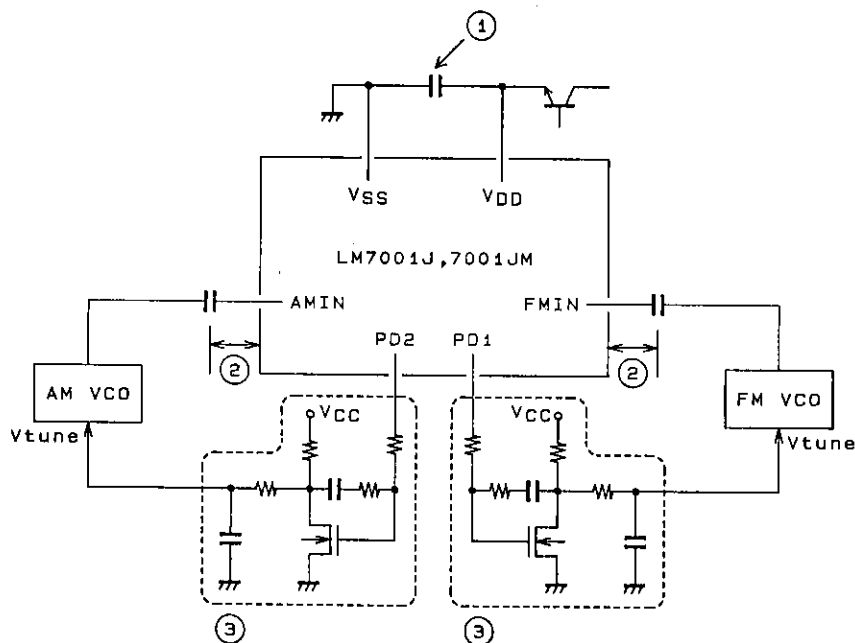 ①
VSS VDD
LM7001J,7001JM
AMIN FMIN
PD2 PD1
② ②
AM VCO FM VCO
VCC VCC
Vtune Vtune
③ ③